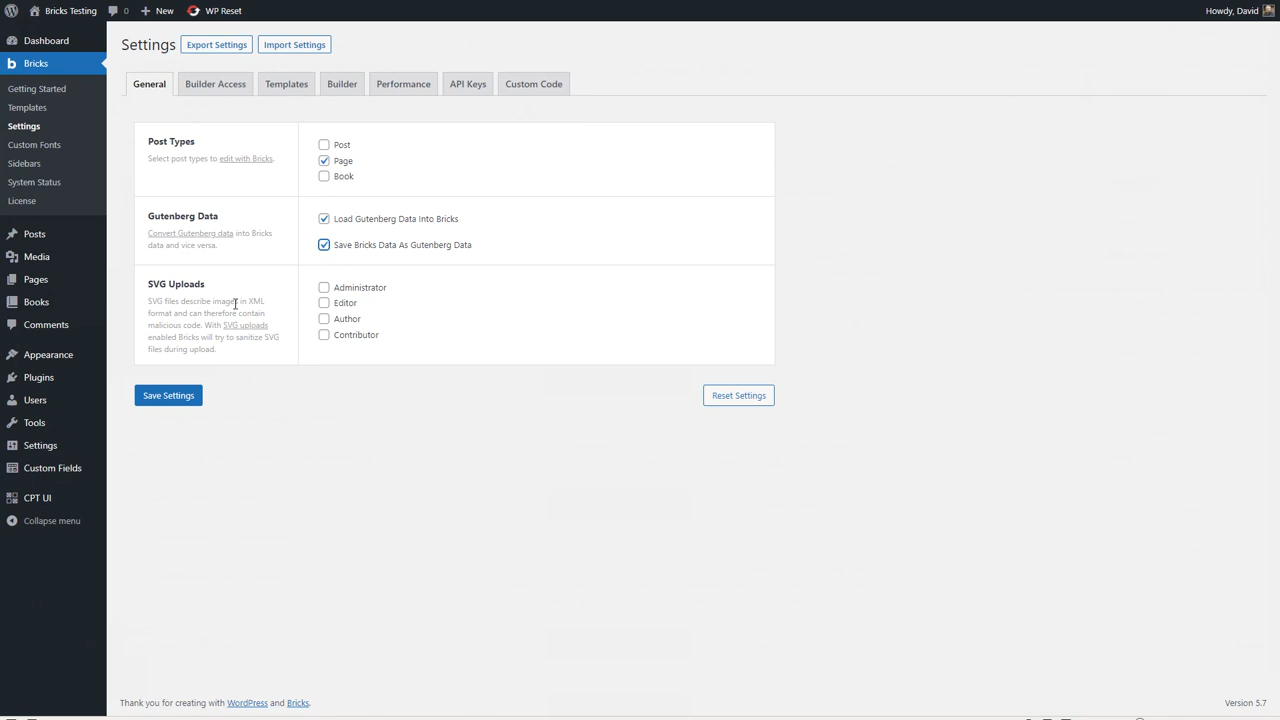 Bricks Testing 0 New WP Reset Howdy, David
Dashboard
Bricks
Getting Started
Templates
Settings
Custom Fonts
Sidebars
System Status
License
Posts
Media
Pages
Books
Comments
Appearance
Plugins
Users
Tools
Settings
Custom Fields
CPT UI
Collapse menu
Settings Export Settings Import Settings
General Builder Access Templates Builder Performance API Keys Custom Code
Post Types
Select post types to edit with Bricks.
Post
Page
Book
Gutenberg Data
Convert Gutenberg data into Bricks
data and vice versa.
Load Gutenberg Data Into Bricks
Save Bricks Data As Gutenberg Data
SVG Uploads
SVG files describe images in XML
format and can therefore contain
malicious code. With SVG uploads
enabled Bricks will try to sanitize SVG
files during upload.
Administrator
Editor
Author
Contributor
Save Settings Reset Settings
Thank you for creating with WordPress and Bricks. Version 5.7